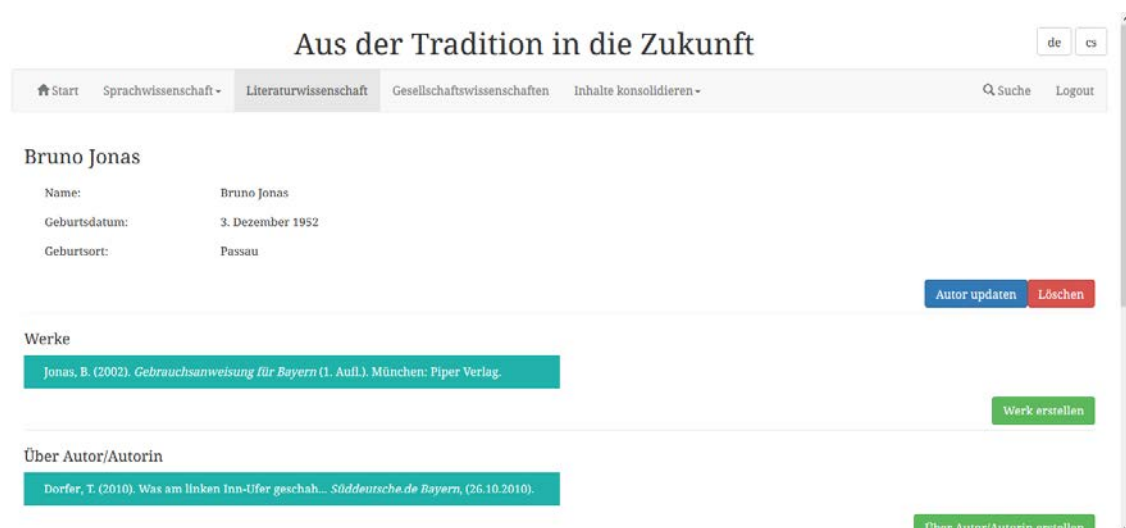 Aus der Tradition in die Zukunft
de cs
Start Sprachwissenschaft Literaturwissenschaft Gesellschaftswissenschaften Inhalte konsolidieren Suche Logout
Bruno Jonas
Name: Bruno Jonas
Geburtsdatum: 3. Dezember 1952
Geburtsort: Passau
Autor updaten Löschen
Werke
Jonas, B. (2002). Gebrauchsanweisung für Bayern (1. Aufl.). München: Piper Verlag.
Werk erstellen
Über Autor/Autorin
Dorfer, T. (2010). Was am linken Inn-Ufer geschah... Süddeutsche.de Bayern, (26.10.2010).
Über Autor/Autorin erstellen